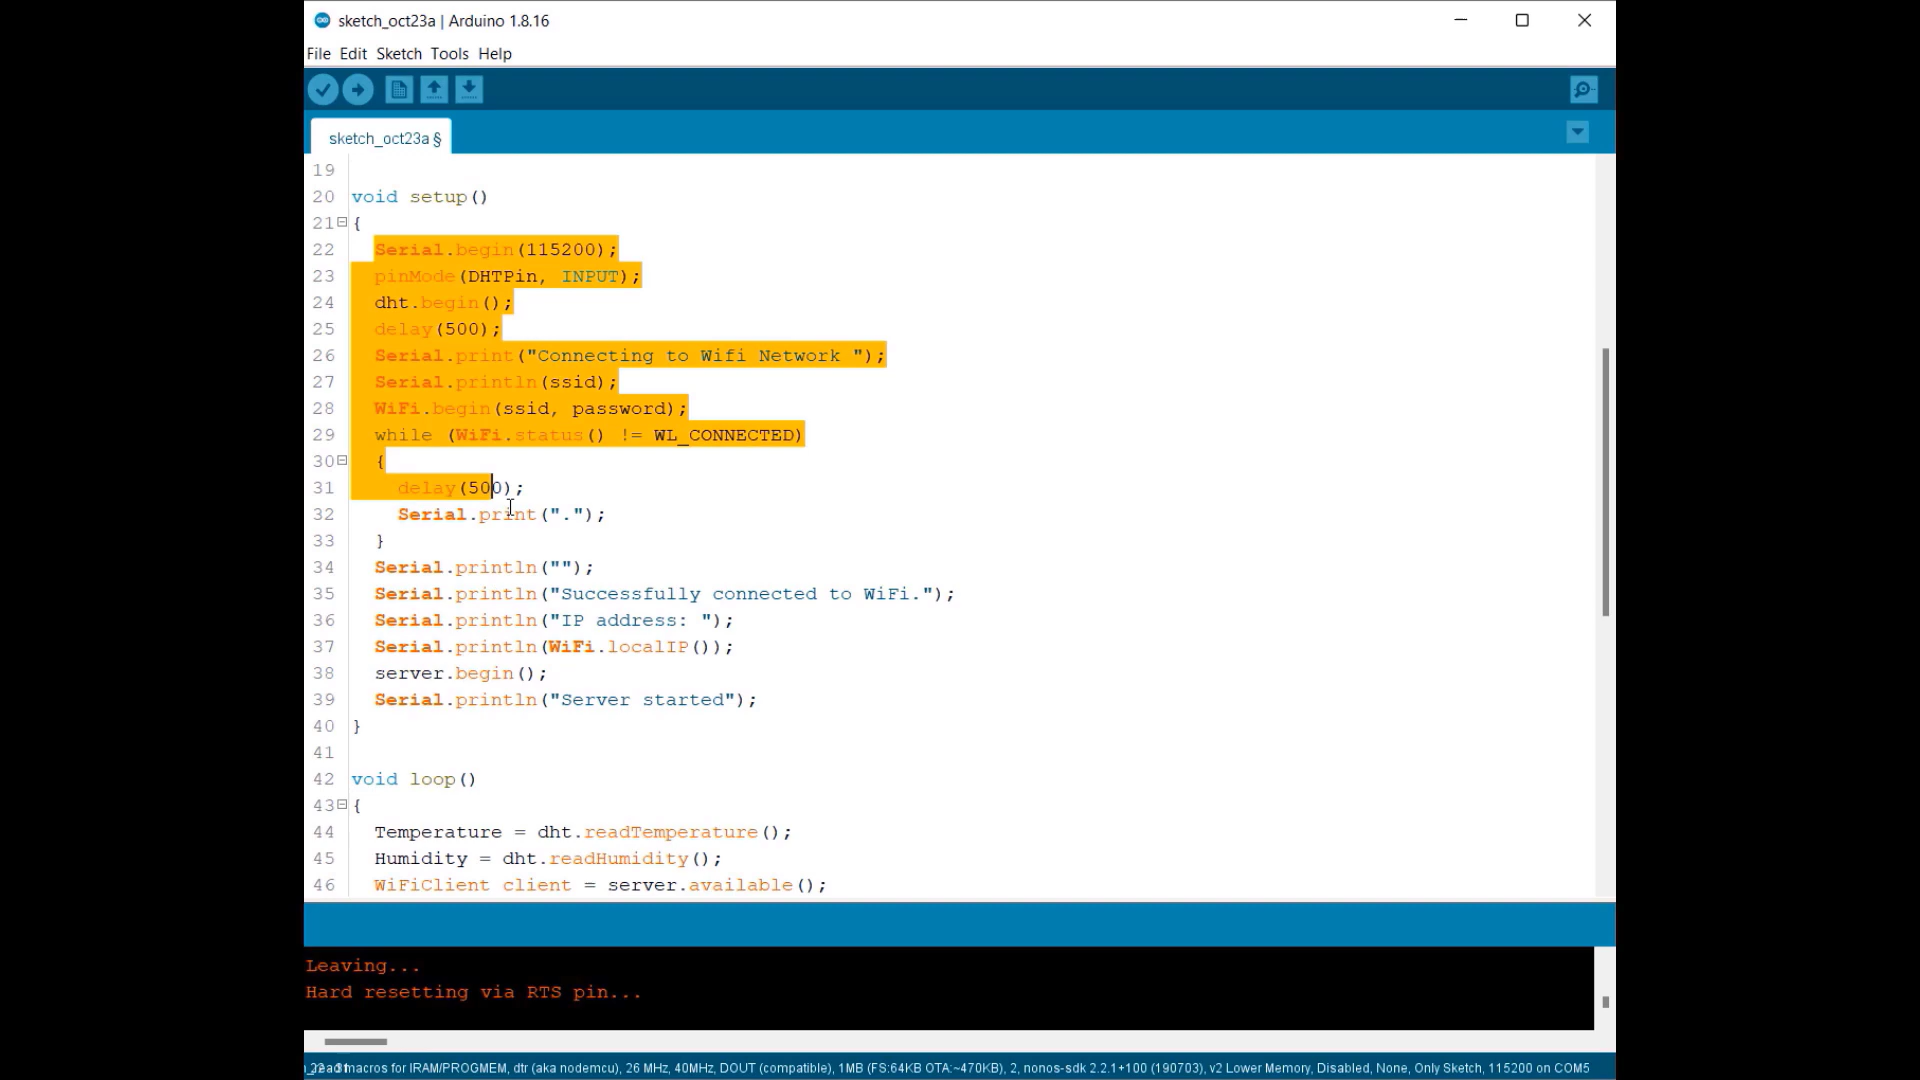 sketch_oct23a | Arduino 1.8.16
File Edit Sketch Tools Help
sketch_oct23a §
19
20 void setup()
21 {
22 Serial.begin(115200);
23 pinMode(DHTPin, INPUT);
24 dht.begin();
25 delay(500);
26 Serial.print("Connecting to Wifi Network ");
27 Serial.println(ssid);
28 WiFi.begin(ssid, password);
29 while (WiFi.status() != WL_CONNECTED)
30 {
31 delay(500);
32 Serial.print(".");
33 }
34 Serial.println("");
35 Serial.println("Successfully connected to WiFi.");
36 Serial.println("IP address: ");
37 Serial.println(WiFi.localIP());
38 server.begin();
39 Serial.println("Server started");
40 }
41
42 void loop()
43 {
44 Temperature = dht.readTemperature();
45 Humidity = dht.readHumidity();
46 WiFiClient client = server.available();
Leaving...
Hard resetting via RTS pin...
macros for IRAM/PROGMEM, dtr (aka nodemcu), 26 MHz, 40MHz, DOUT (compatible), 1MB (FS:64KB OTA:~470KB), 2, nonos-sdk 2.2.1+100 (190703), v2 Lower Memory, Disabled, None, Only Sketch, 115200 on COM5